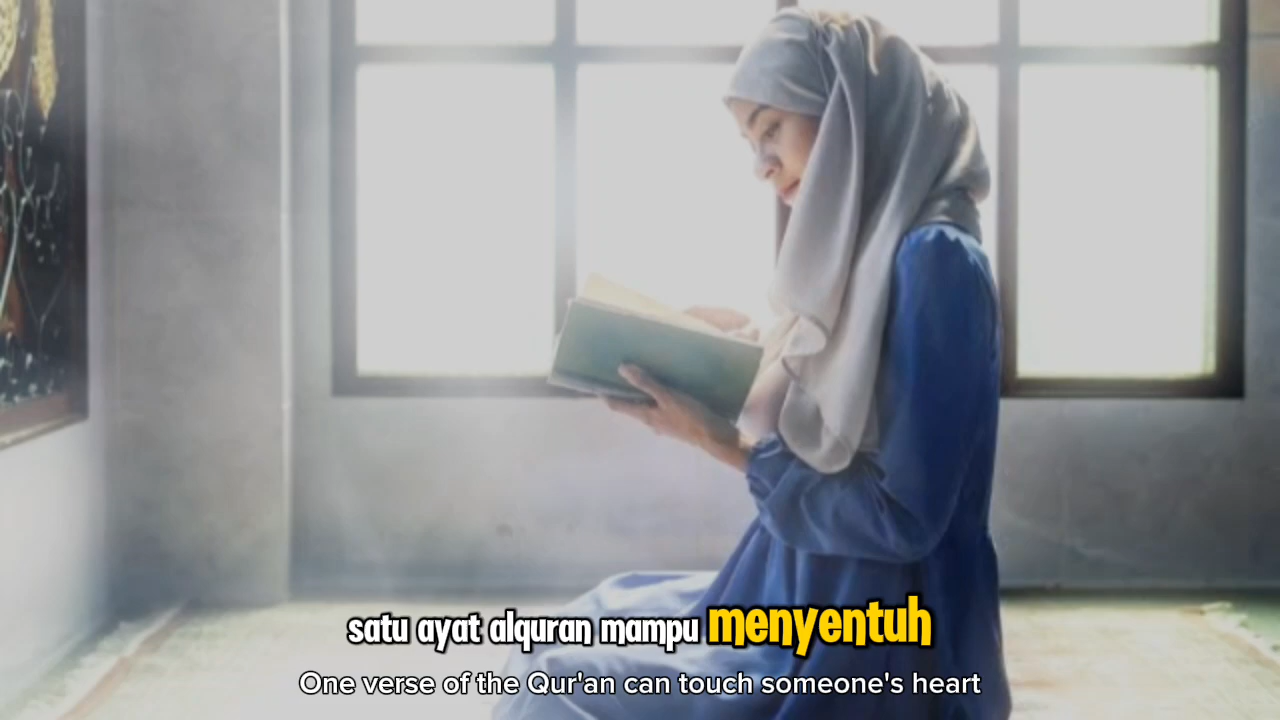 satu ayat alquran mampu menyentuh
One verse of the Qur'an can touch someone's heart